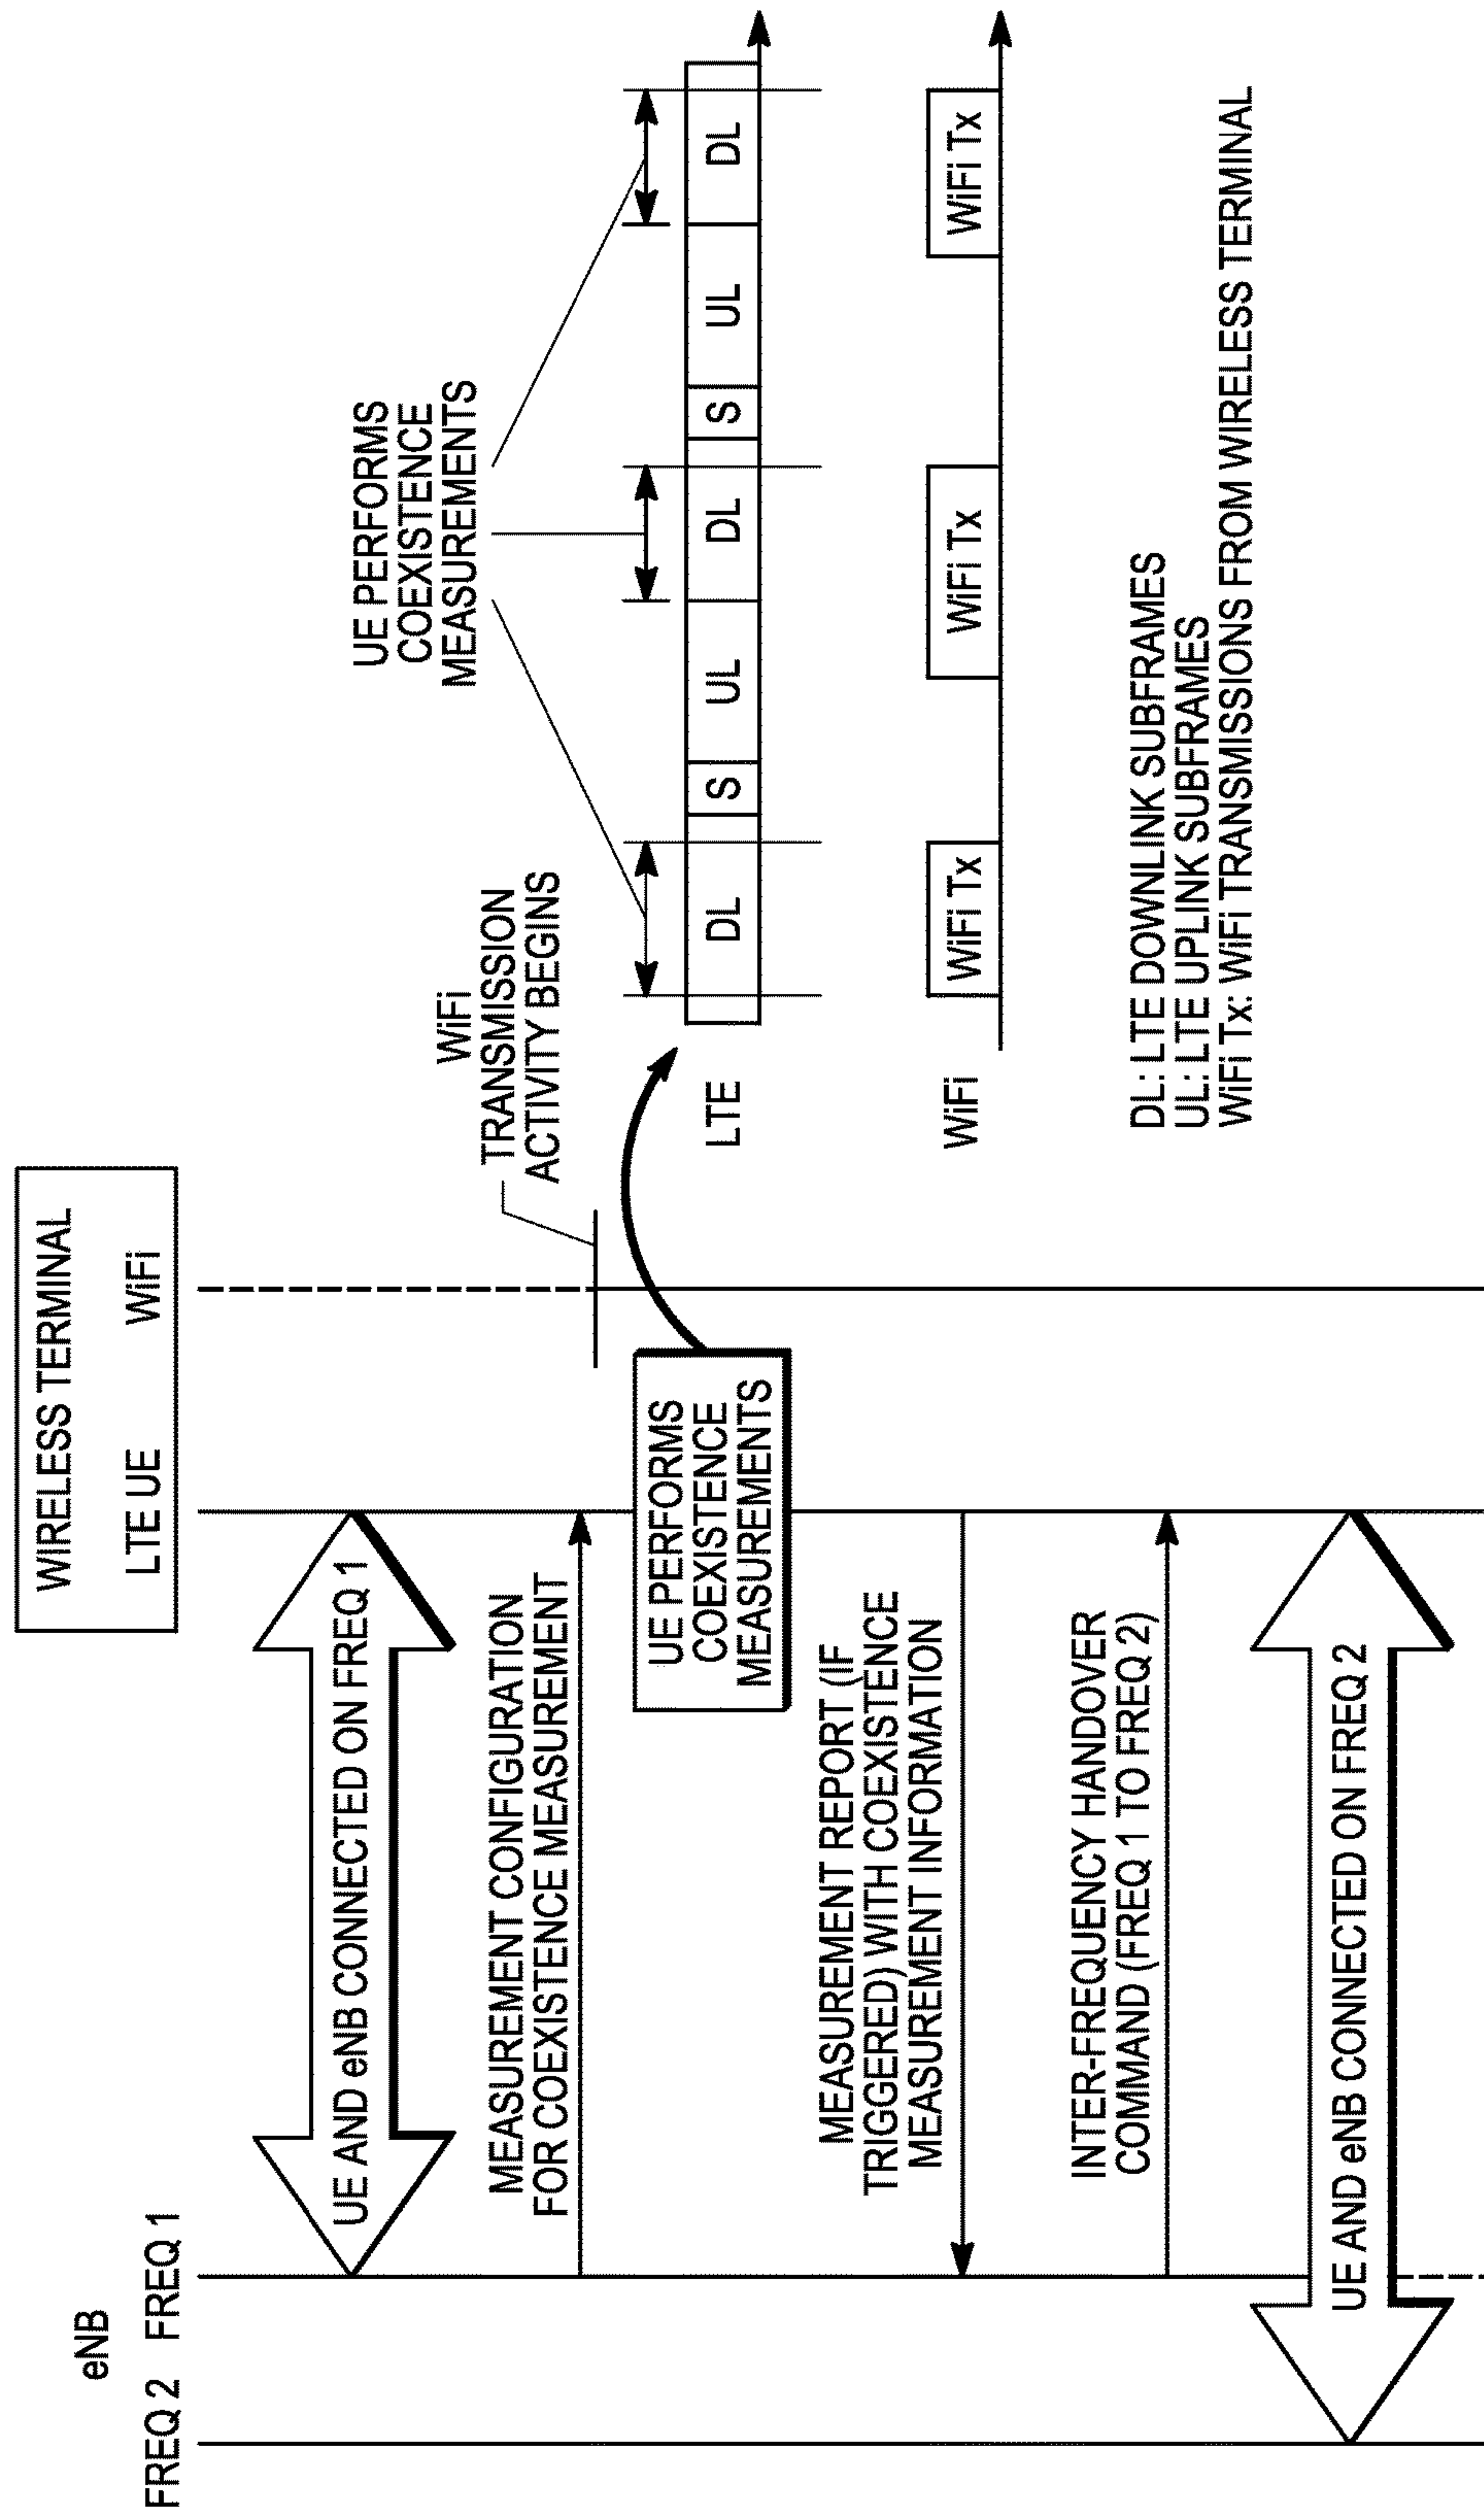 eNB
FREQ 2 FREQ 1
WIRELESS TERMINAL
LTE UE WiFi
UE AND eNB CONNECTED ON FREQ 1
MEASUREMENT CONFIGURATION
FOR COEXISTENCE MEASUREMENT
WiFi
TRANSMISSION
ACTIVITY BEGINS
UE PERFORMS
COEXISTENCE
MEASUREMENTS
UE PERFORMS
COEXISTENCE
MEASUREMENTS
LTE
DL S UL DL S UL DL
WiFi
WiFi Tx WiFi Tx WiFi Tx
MEASUREMENT REPORT (IF
TRIGGERED) WITH COEXISTENCE
MEASUREMENT INFORMATION
INTER-FREQUENCY HANDOVER
COMMAND (FREQ 1 TO FREQ 2)
DL: LTE DOWNLINK SUBFRAMES
UL: LTE UPLINK SUBFRAMES
WiFi Tx: WiFi TRANSMISSIONS FROM WIRELESS TERMINAL
UE AND eNB CONNECTED ON FREQ 2